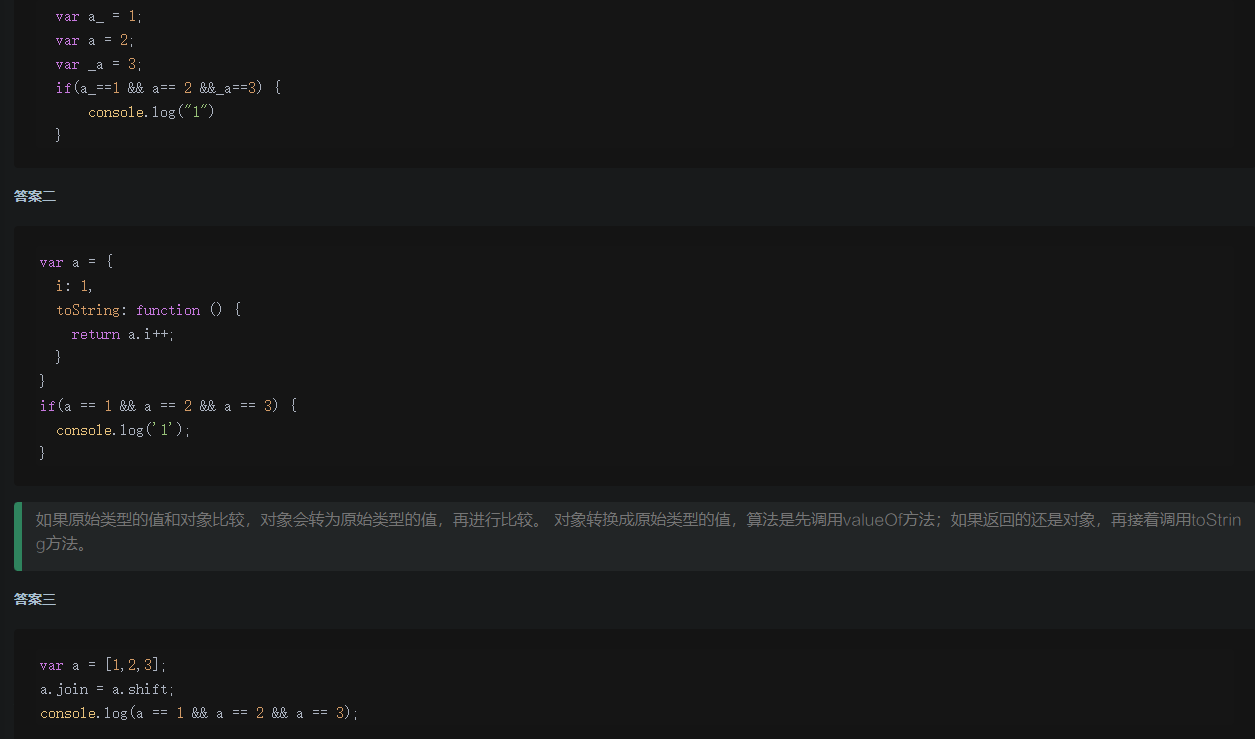 var a_ = 1;
var a = 2;
var _a = 3;
if(a_==1 && a== 2 &&_a==3) {
console.log("1")
}
答案二
var a = {
i: 1,
toString: function () {
return a.i++;
}
}
if(a == 1 && a == 2 && a == 3) {
console.log('1');
}
如果原始类型的值和对象比较，对象会转为原始类型的值，再进行比较。 对象转换成原始类型的值，算法是先调用valueOf方法；如果返回的还是对象，再接着调用toStrin
g方法。
答案三
var a = [1,2,3];
a.join = a.shift;
console.log(a == 1 && a == 2 && a == 3);